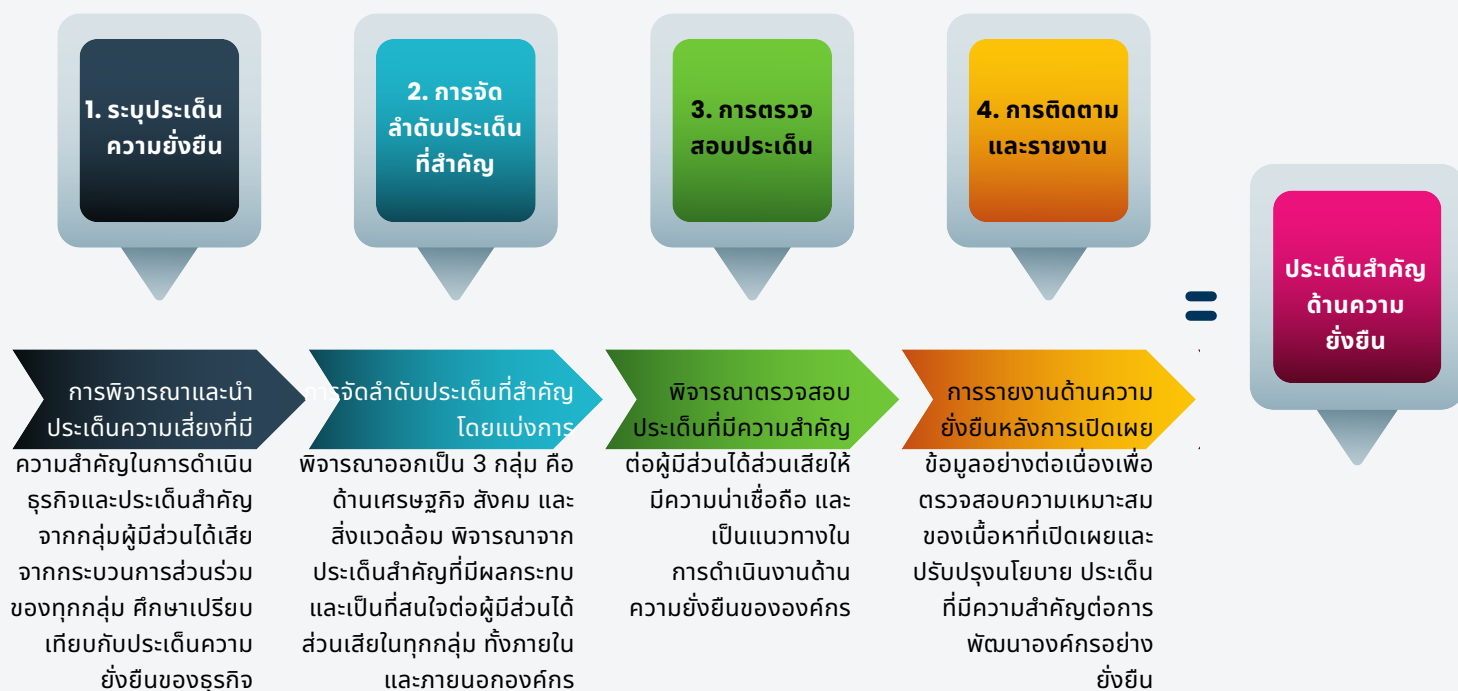 1. ระบุประเด็น
ความยั่งยืน
2. การจัด
ลำดับประเด็น
ที่สำคัญ
3. การตรวจ
สอบประเด็น
4. การติดตาม
และรายงาน
=
ประเด็นสำคัญ
ด้านความ
ยั่งยืน
การพิจารณาและนำ
ประเด็นความเสี่ยงที่มี
ความสำคัญในการดำเนิน
ธุรกิจและประเด็นสำคัญ
จากกลุ่มผู้มีส่วนได้เสีย
จากกระบวนการส่วนร่วม
ของทุกกลุ่ม ศึกษาเปรียบ
เทียบกับประเด็นความ
ยั่งยืนของธุรกิจ
การจัดลำดับประเด็นที่สำคัญ
โดยแบ่งการ
พิจารณาออกเป็น 3 กลุ่ม คือ
ด้านเศรษฐกิจ สังคม และ
สิ่งแวดล้อม พิจารณาจาก
ประเด็นสำคัญที่มีผลกระทบ
และเป็นที่สนใจต่อผู้มีส่วนได้
ส่วนเสียในทุกกลุ่ม ทั้งภายใน
และภายนอกองค์กร
พิจารณาตรวจสอบ
ประเด็นที่มีความสำคัญ
ต่อผู้มีส่วนได้ส่วนเสียให้
มีความน่าเชื่อถือ และ
เป็นแนวทางใน
การดำเนินงานด้าน
ความยั่งยืนขององค์กร
การรายงานด้านความ
ยั่งยืนหลังการเปิดเผย
ข้อมูลอย่างต่อเนื่องเพื่อ
ตรวจสอบความเหมาะสม
ของเนื้อหาที่เปิดเผยและ
ปรับปรุงนโยบาย ประเด็น
ที่มีความสำคัญต่อการ
พัฒนาองค์กรอย่าง
ยั่งยืน